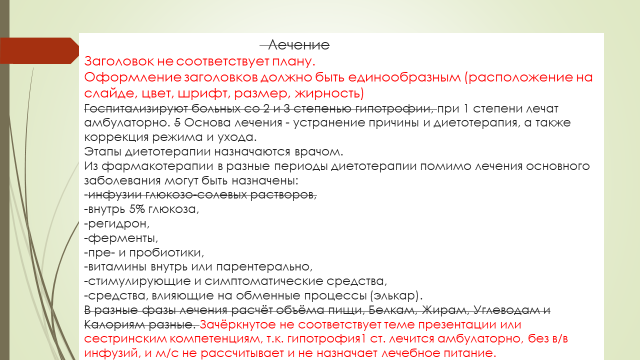 Лечение
Заголовок не соответствует плану.
Оформление заголовков должно быть единообразным (расположение на
слайде, цвет, шрифт, размер, жирность)
Госпитализируют больных со 2 и 3 степенью гипотрофии, при 1 степени лечат
амбулаторно. 5 Основа лечения - устранение причины и диетотерапия, а также
коррекция режима и ухода.
Этапы диетотерапии назначаются врачом.
Из фармакотерапии в разные периоды диетотерапии помимо лечения основного
заболевания могут быть назначены:
-инфузии глюкозо-солевых растворов,
-внутрь 5% глюкоза,
-регидрон,
-ферменты,
-пре- и пробиотики,
-витамины внутрь или парентерально,
-стимулирующие и симптоматические средства,
-средства, влияющие на обменные процессы (элькар).
В разные фазы лечения расчёт объёма пищи, Белкам, Жирам, Углеводам и
Калориям разные. Зачёркнутое не соответствует теме презентации или
сестринским компетенциям, т.к. гипотрофия1 ст. лечится амбулаторно, без в/в
инфузий, и м/с не рассчитывает и не назначает лечебное питание.